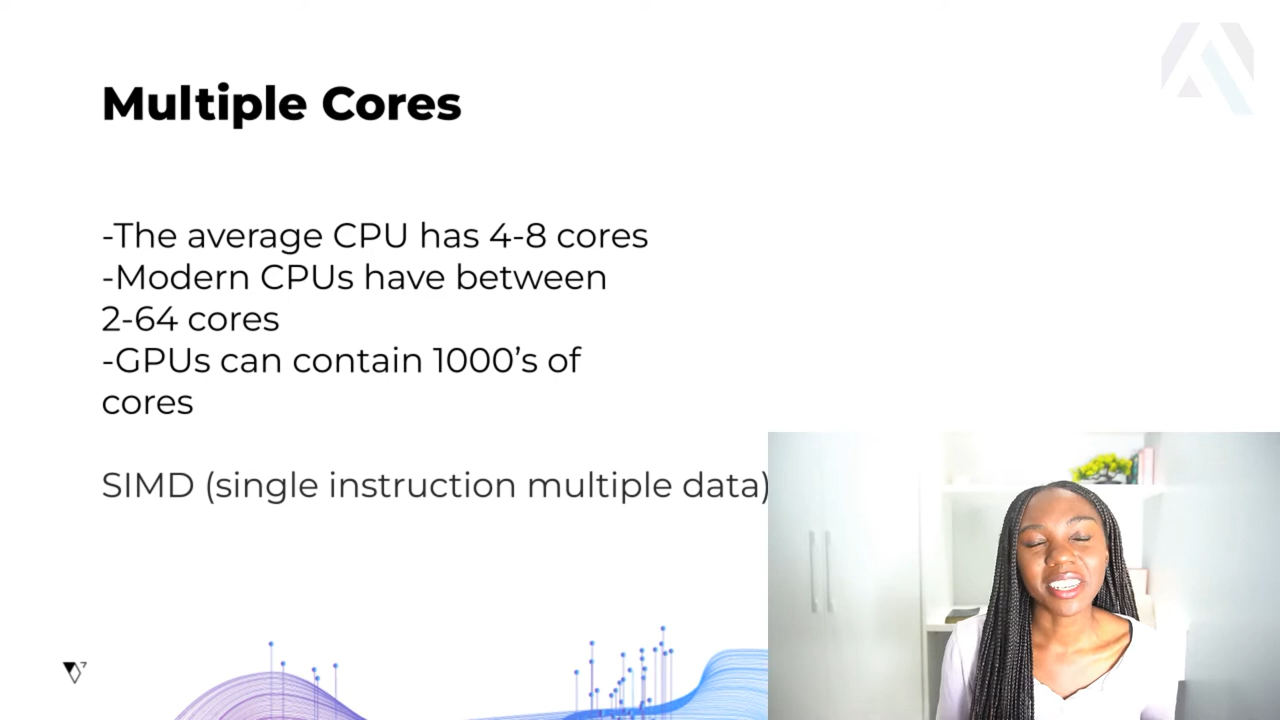 Multiple Cores
-The average CPU has 4-8 cores
-Modern CPUs have between
2-64 cores
-GPUs can contain 1000’s of
cores
SIMD (single instruction multiple data)
7